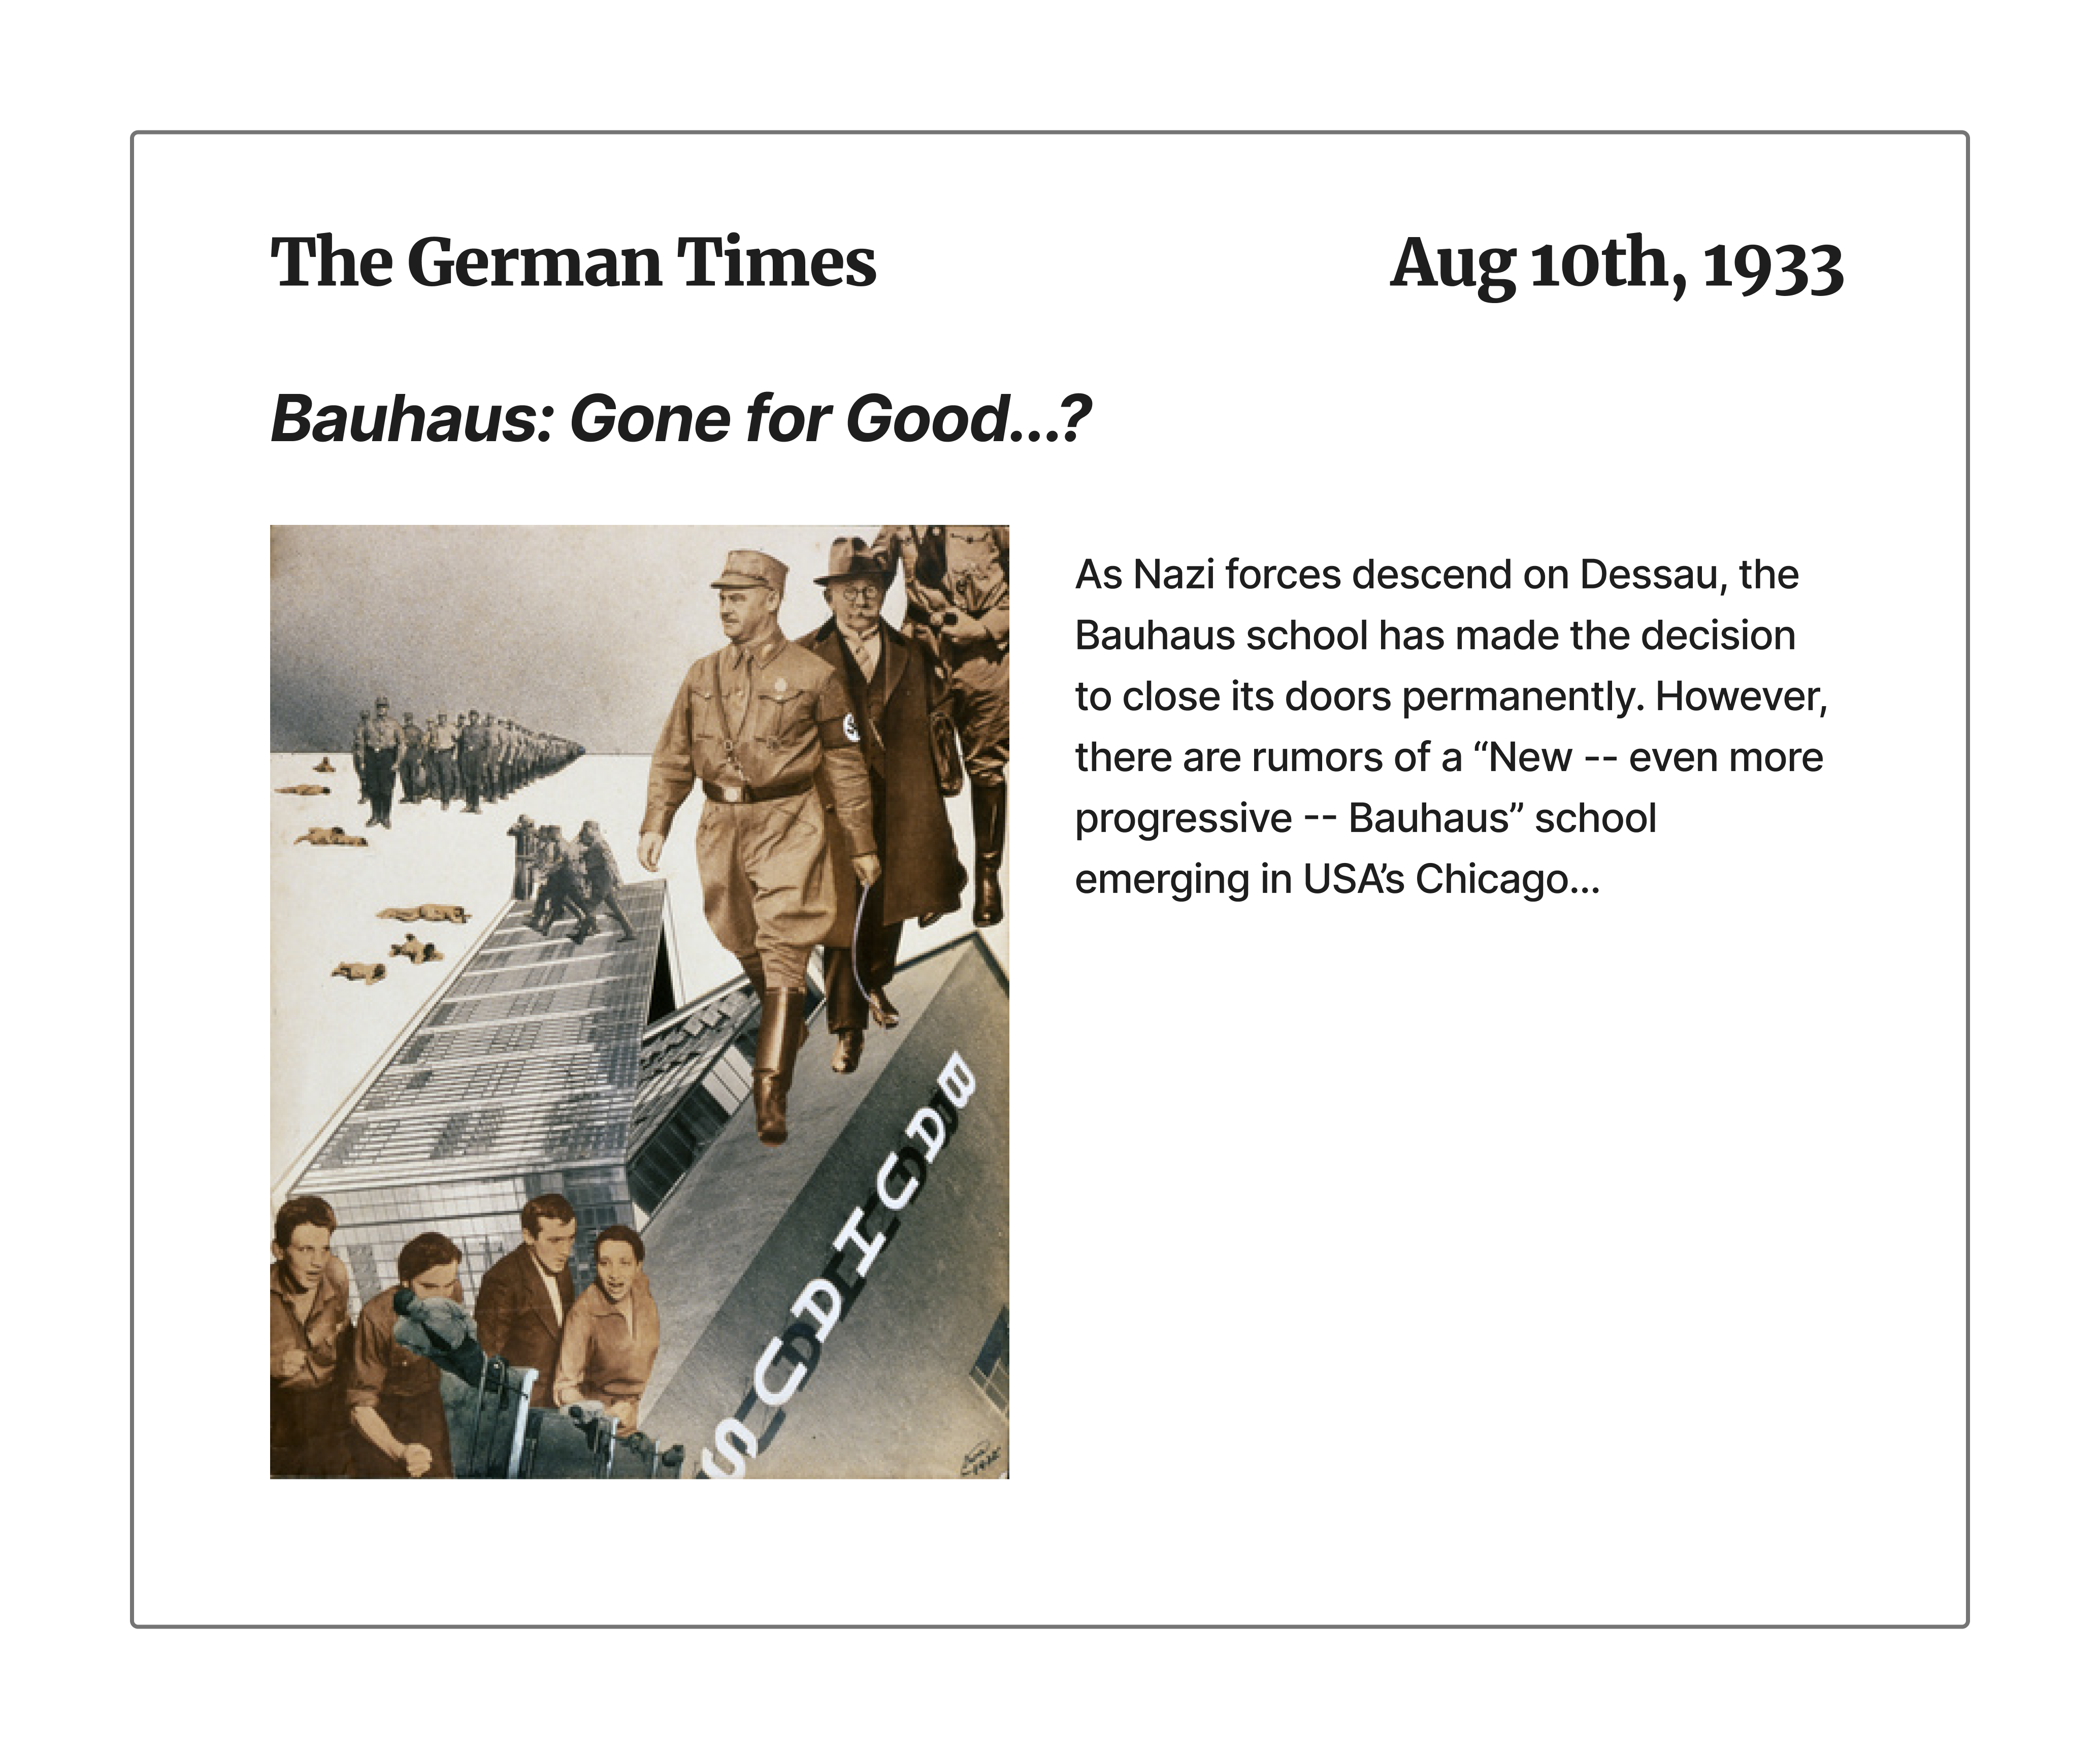 The German Times
Aug 10th, 1933
Bauhaus: Gone for Good...?
As Nazi forces descend on Dessau, the
Bauhaus school has made the decision
to close its doors permanently. However,
there are rumors of a “New -- even more
progressive -- Bauhaus” school
emerging in USA’s Chicago...